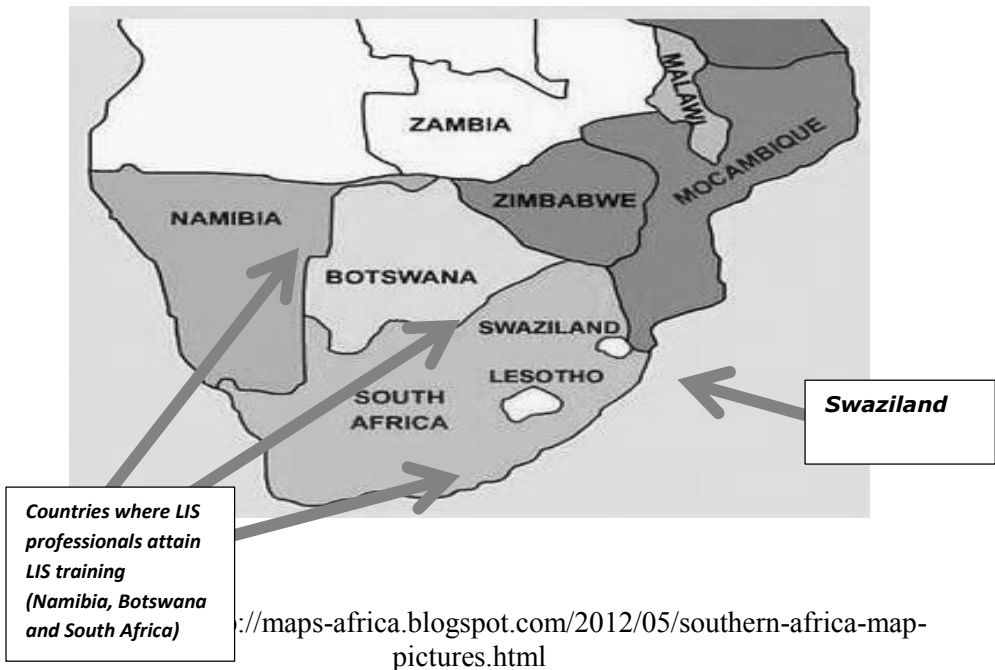 MALAWI
ZAMBIA
MOCAMBIQUE
ZIMBABWE
NAMIBIA
BOTSWANA
SWAZILAND
LESOTHO
SOUTH
AFRICA
Swaziland
Countries where LIS
professionals attain
LIS training
(Namibia, Botswana
and South Africa)
://maps-africa.blogspot.com/2012/05/southern-africa-map-
pictures.html